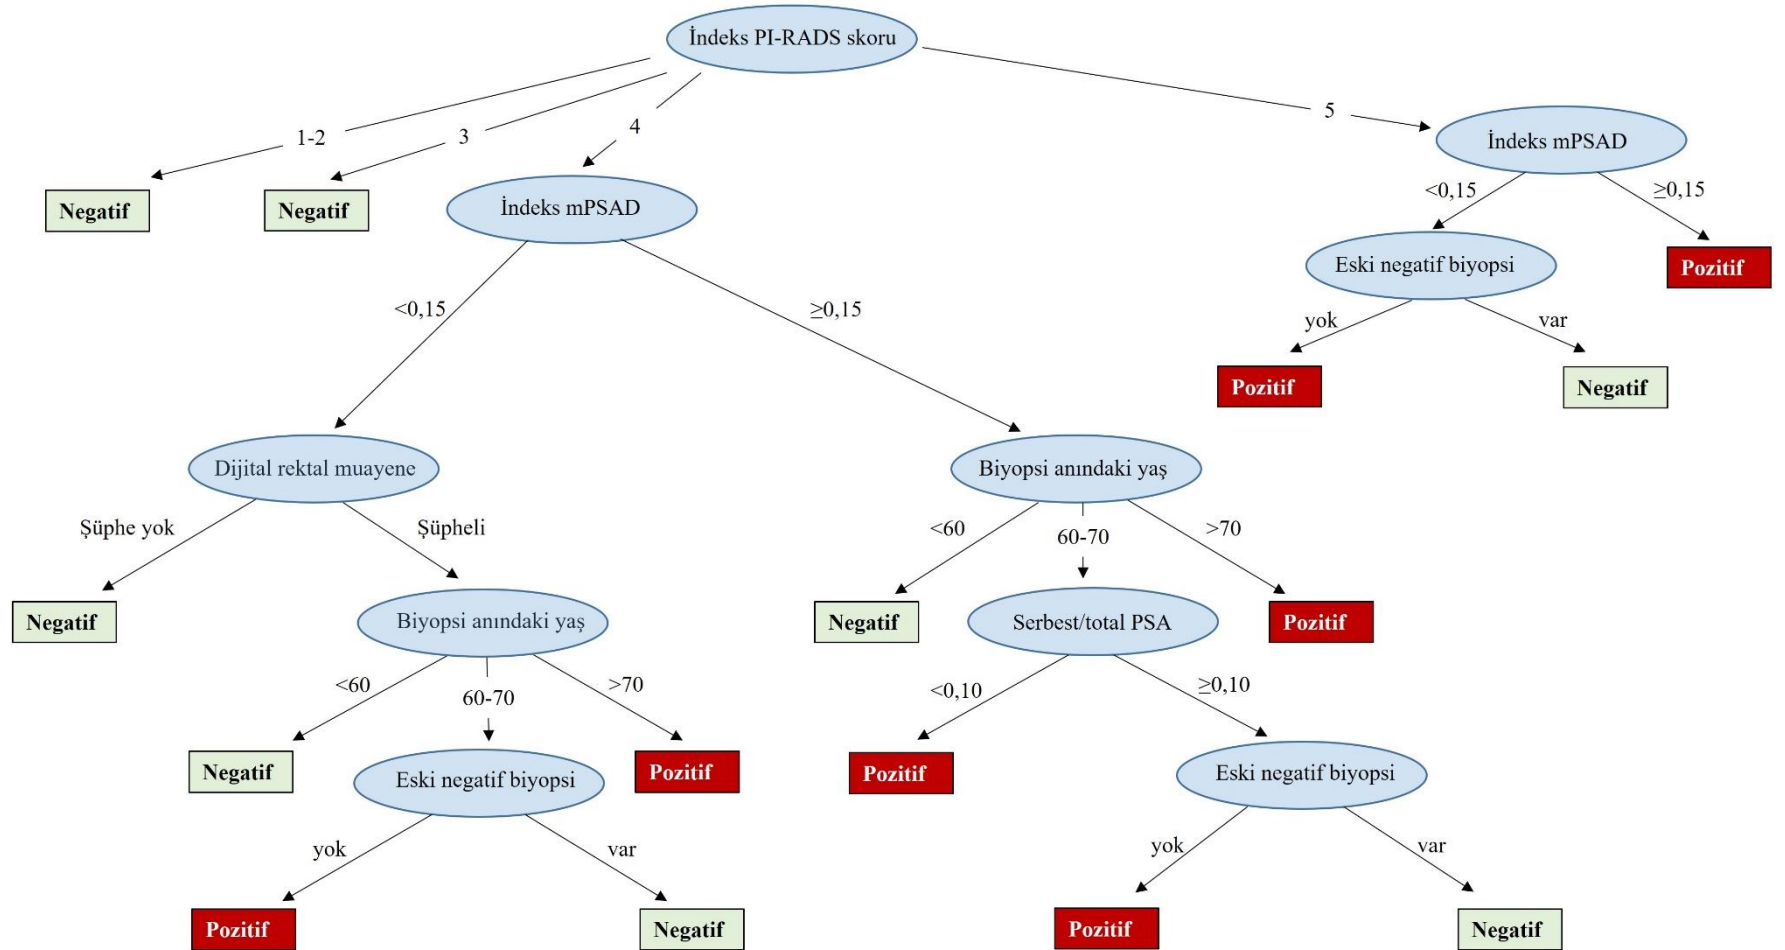 İndeks PI-RADS skoru
1-2
3
4
5
Negatif
Negatif
İndeks mPSAD
İndeks mPSAD
<0,15
≥0,15
Eski negatif biyopsi
Pozitif
yok
var
Pozitif
Negatif
<0,15
≥0,15
Dijital rektal muayene
Biyopsi anındaki yaş
Şüphe yok
Şüpheli
<60
60-70
>70
Negatif
Biyopsi anındaki yaş
Negatif
Serbest/total PSA
Pozitif
<60
60-70
>70
<0,10
≥0,10
Negatif
Eski negatif biyopsi
Pozitif
Pozitif
Eski negatif biyopsi
yok
var
yok
var
Pozitif
Negatif
Pozitif
Negatif